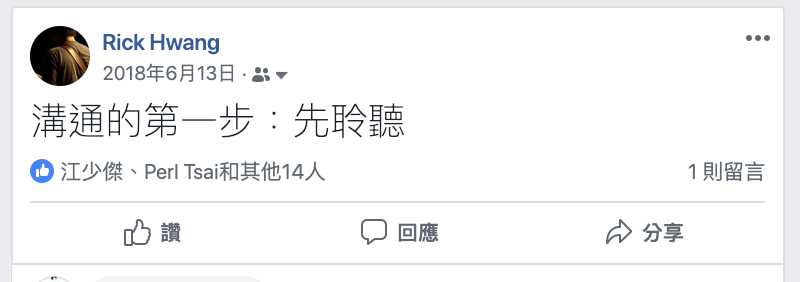 Rick Hwang
2018年6月13日 ·
溝通的第一步：先聆聽
江少傑、Perl Tsai和其他14人
1 則留言
讚
回應
分享